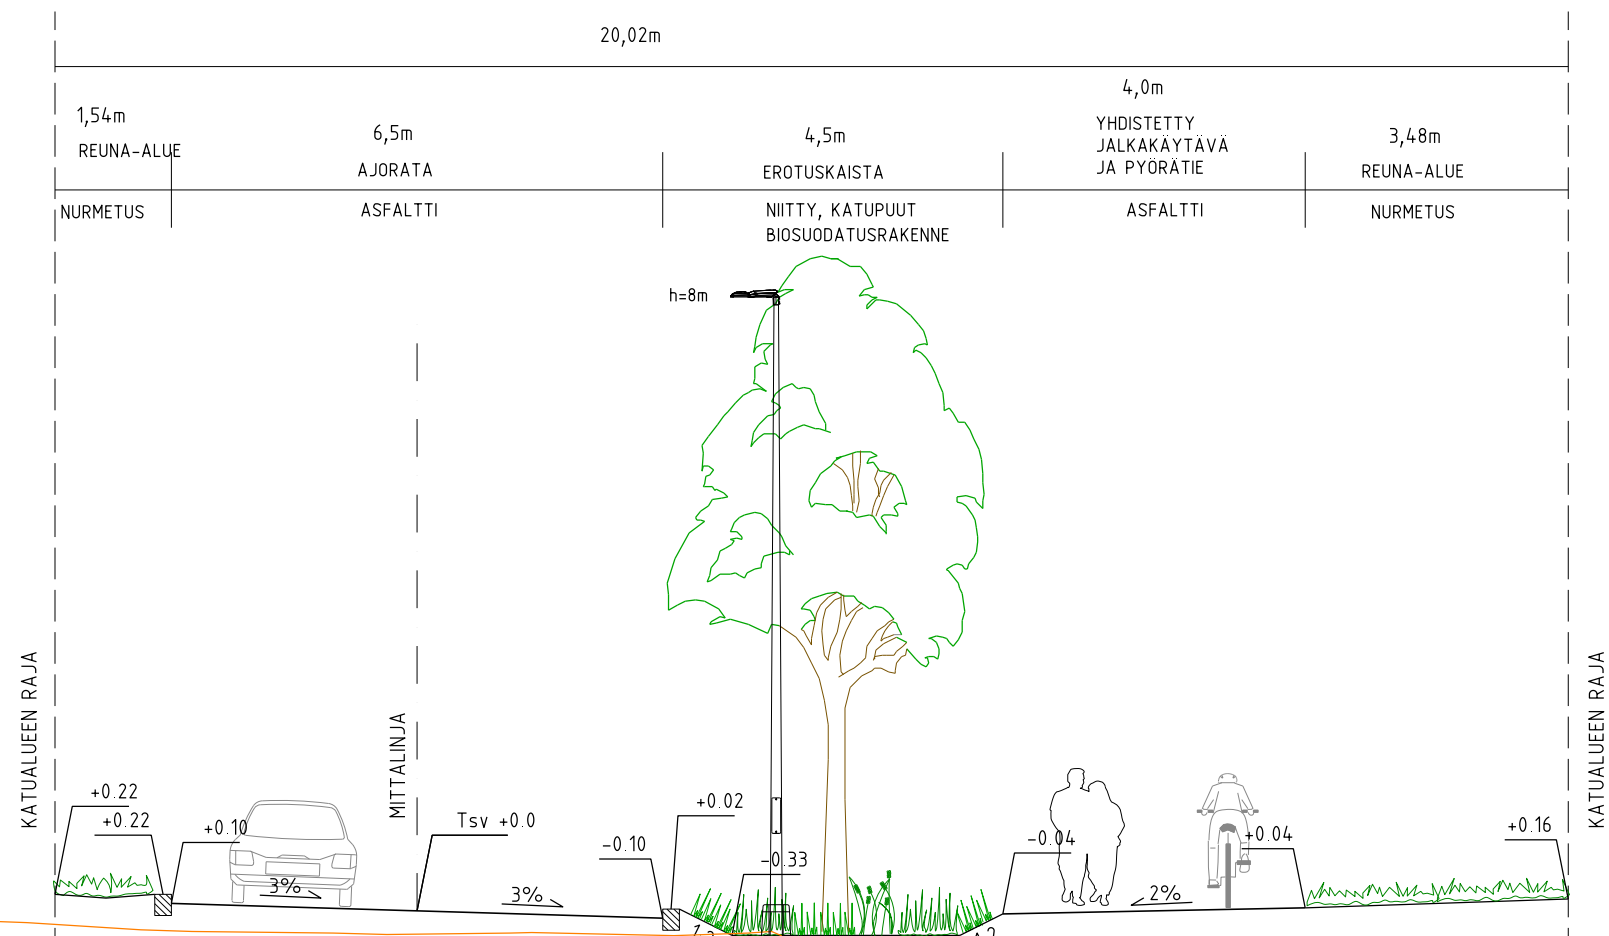 20,02m
4,0m
1,54m
6,5m
4,5m
YHDISTETTY
JALKAKÄYTÄVÄ
JA PYÖRÄTIE
3,48m
REUNA-ALUE
AJORATA
EROTUSKAISTA
REUNA-ALUE
NURMETUS
ASFALTTI
NIITTY, KATUPUUT
BIOSUODATUSRAKENNE
ASFALTTI
NURMETUS
h=8m
KATUALUEEN RAJA
MITTALINJA
KATUALUEEN RAJA
+0.22
+0.22
+0.10
Tsv +0.0
-0.10
+0.02
-0.33
-0.04
+0.04
+0.16
3%
3%
2%